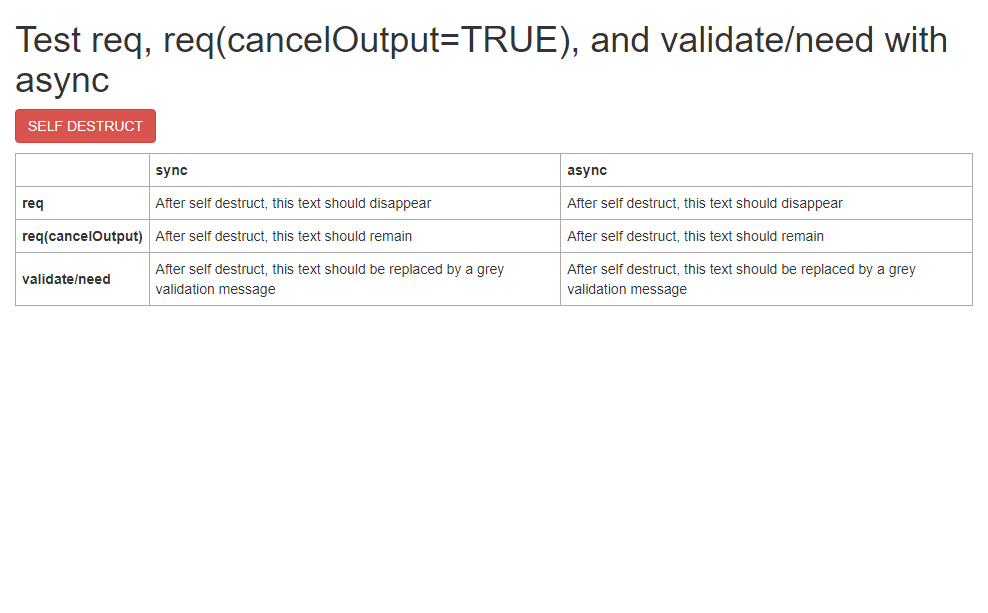 Test req, req(cancelOutput=TRUE), and validate/need with
async
SELF DESTRUCT
sync async
req After self destruct, this text should disappear After self destruct, this text should disappear
req(cancelOutput) After self destruct, this text should remain After self destruct, this text should remain
validate/need After self destruct, this text should be replaced by a grey
validation message
After self destruct, this text should be replaced by a grey
validation message